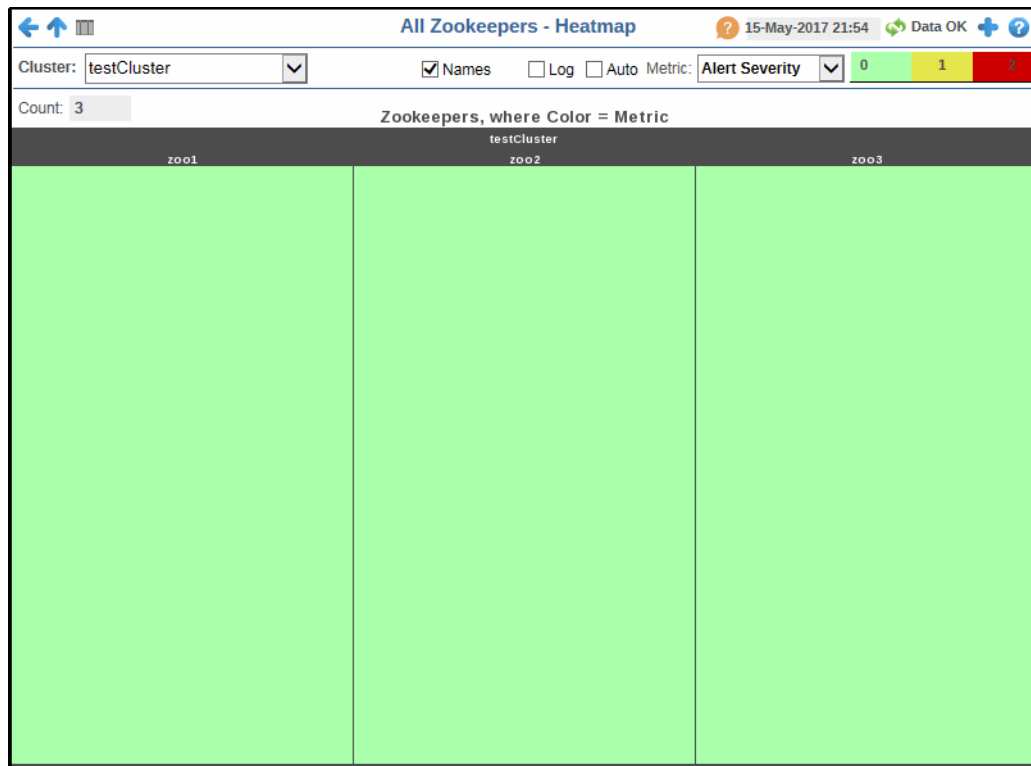 All Zookeepers - Heatmap ? 15-May-2017 21:54 Data OK ?
Cluster: testCluster Names Log Auto Metric: Alert Severity 0 1 2
Count: 3
Zookeepers, where Color = Metric
testCluster
zoo1 zoo2 zoo3